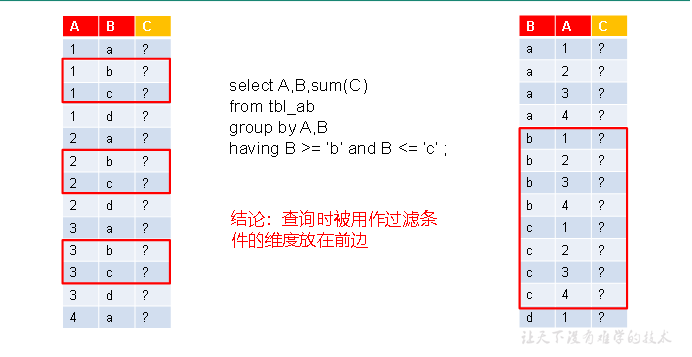 A B C
1 a ?
1 b ?
1 c ?
1 d ?
2 a ?
2 b ?
2 c ?
2 d ?
3 a ?
3 b ?
3 c ?
3 d ?
4 a ?
select A,B,sum(C)
from tbl_ab
group by A,B
having B >= ‘b’ and B <= ‘c’ ;
结论：查询时被用作过滤条
件的维度放在前边
B A C
a 1 ?
a 2 ?
a 3 ?
a 4 ?
b 1 ?
b 2 ?
b 3 ?
b 4 ?
c 1 ?
c 2 ?
c 3 ?
c 4 ?
d 1 ?
让天下没有难学的技术